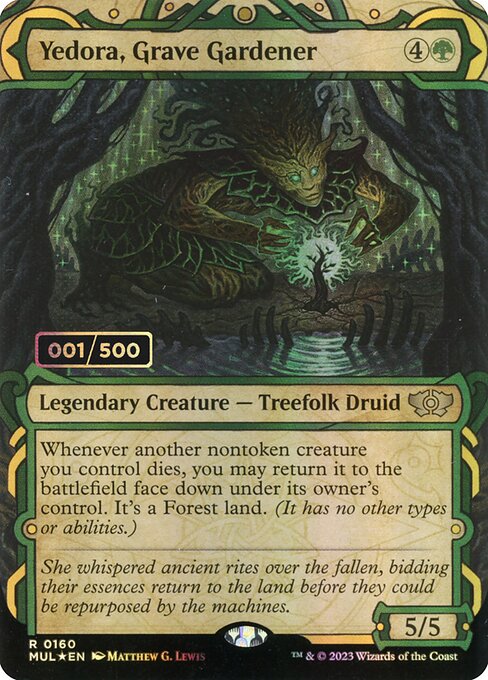 Yedora, Grave Gardener 4
001/500
Legendary Creature — Treefolk Druid
Whenever another nontoken creature
you control dies, you may return it to the
battlefield face down under its owner's
control. It's a Forest land. (It has no other types
or abilities.)
She whispered ancient rites over the fallen, bidding
their essences return to the land before they could
be repurposed by the machines.
5/5
R 0160
MUL★EN Matthew G. Lewis
™ & © 2023 Wizards of the Coast